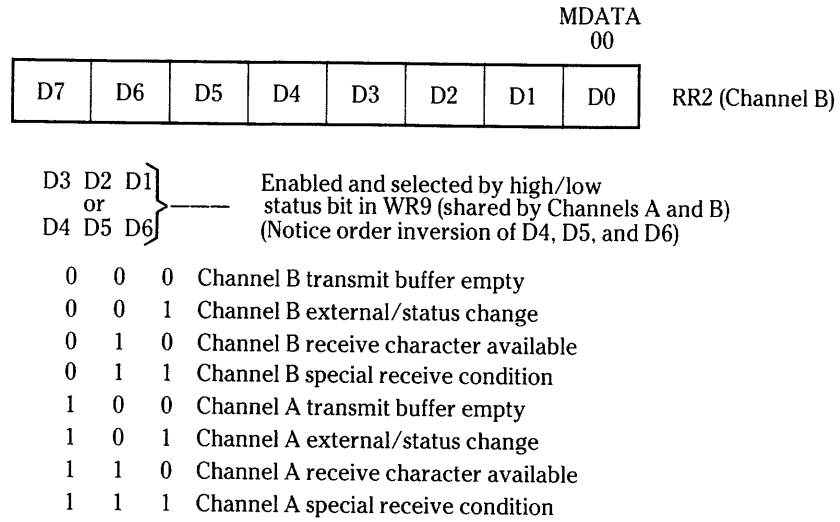 MDATA
00
D7 D6 D5 D4 D3 D2 D1 D0 RR2 (Channel B)
D3 D2 D1
or
D4 D5 D6
Enabled and selected by high/low
status bit in WR9 (shared by Channels A and B)
(Notice order inversion of D4, D5, and D6)
0 0 0 Channel B transmit buffer empty
0 0 1 Channel B external/status change
0 1 0 Channel B receive character available
0 1 1 Channel B special receive condition
1 0 0 Channel A transmit buffer empty
1 0 1 Channel A external/status change
1 1 0 Channel A receive character available
1 1 1 Channel A special receive condition